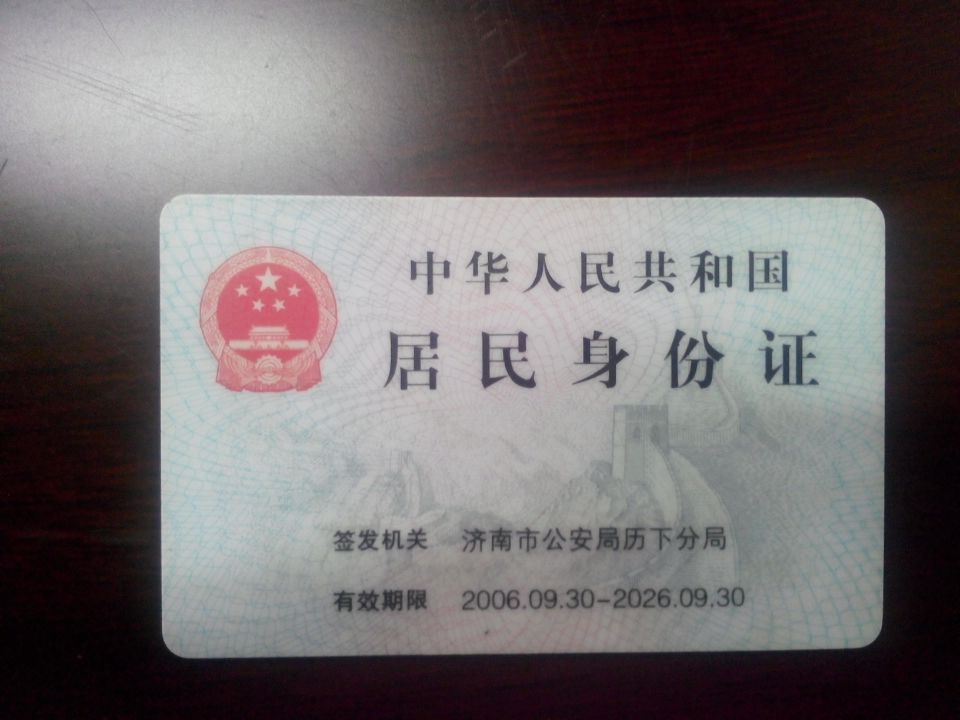 中华人民共和国
居民身份证
签发机关 济南市公安局历下分局
有效期限 2006.09.30-2026.09.30